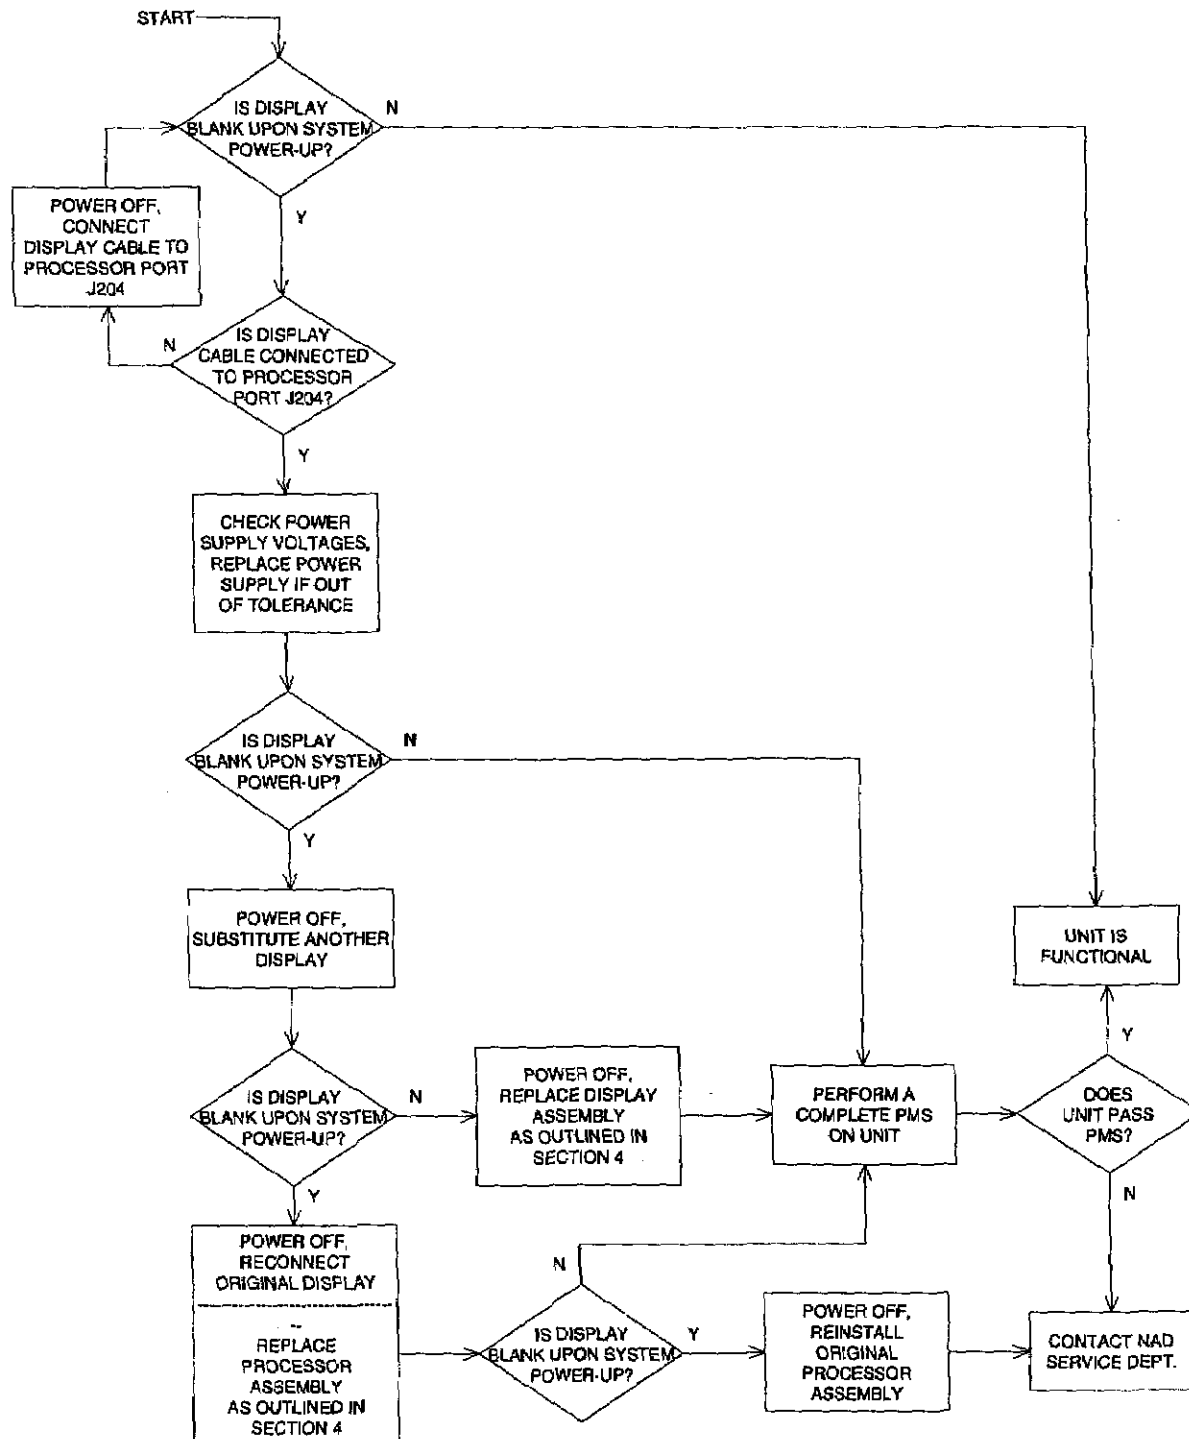 START
IS DISPLAY
BLANK UPON SYSTEM
POWER-UP?
N
Y
POWER OFF,
CONNECT
DISPLAY CABLE TO
PROCESSOR PORT
J204
IS DISPLAY
CABLE CONNECTED
TO PROCESSOR
PORT J204?
N
Y
CHECK POWER
SUPPLY VOLTAGES,
REPLACE POWER
SUPPLY IF OUT
OF TOLERANCE
IS DISPLAY
BLANK UPON SYSTEM
POWER-UP?
N
Y
POWER OFF,
SUBSTITUTE ANOTHER
DISPLAY
IS DISPLAY
BLANK UPON SYSTEM
POWER-UP?
N
Y
POWER OFF,
REPLACE DISPLAY
ASSEMBLY
AS OUTLINED IN
SECTION 4
PERFORM A
COMPLETE PMS
ON UNIT
DOES
UNIT PASS
PMS?
Y
N
UNIT IS
FUNCTIONAL
POWER OFF,
RECONNECT
ORIGINAL DISPLAY
--
REPLACE
PROCESSOR
ASSEMBLY
AS OUTLINED IN
SECTION 4
IS DISPLAY
BLANK UPON SYSTEM
POWER-UP?
N
Y
POWER OFF,
REINSTALL
ORIGINAL
PROCESSOR
ASSEMBLY
CONTACT NAD
SERVICE DEPT.